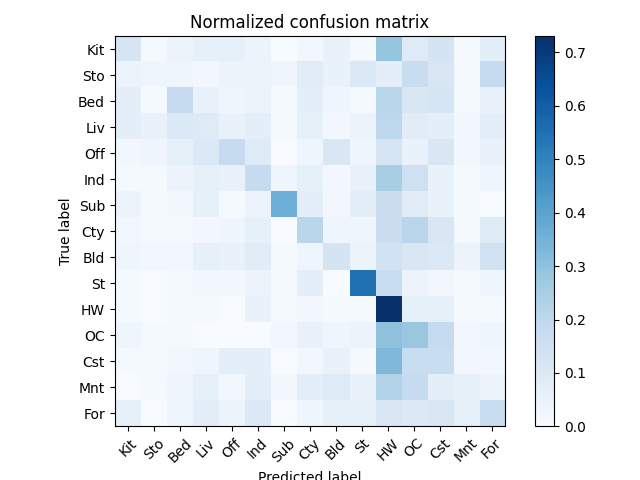 Normalized confusion matrix
True label
Kit
Sto
Bed
Liv
Off
Ind
Sub
Cty
Bld
St
HW
OC
Cst
Mnt
For
Kit Sto Bed Liv Off Ind Sub Cty Bld St HW OC Cst Mnt For
Predicted label
0.7
0.6
0.5
0.4
0.3
0.2
0.1
0.0